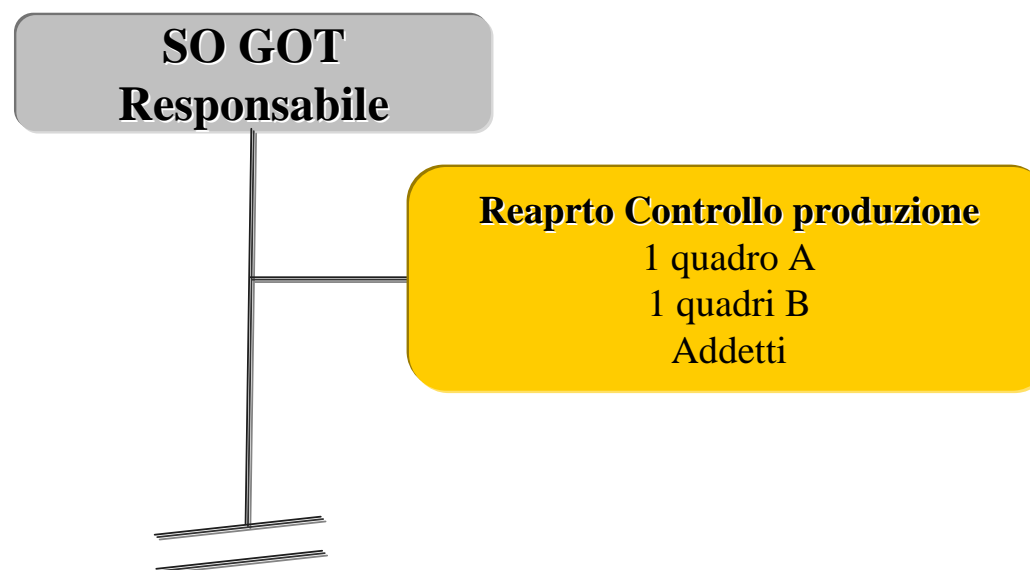 SO GOT
Responsabile
Reaprto Controllo produzione
1 quadro A
1 quadri B
Addetti